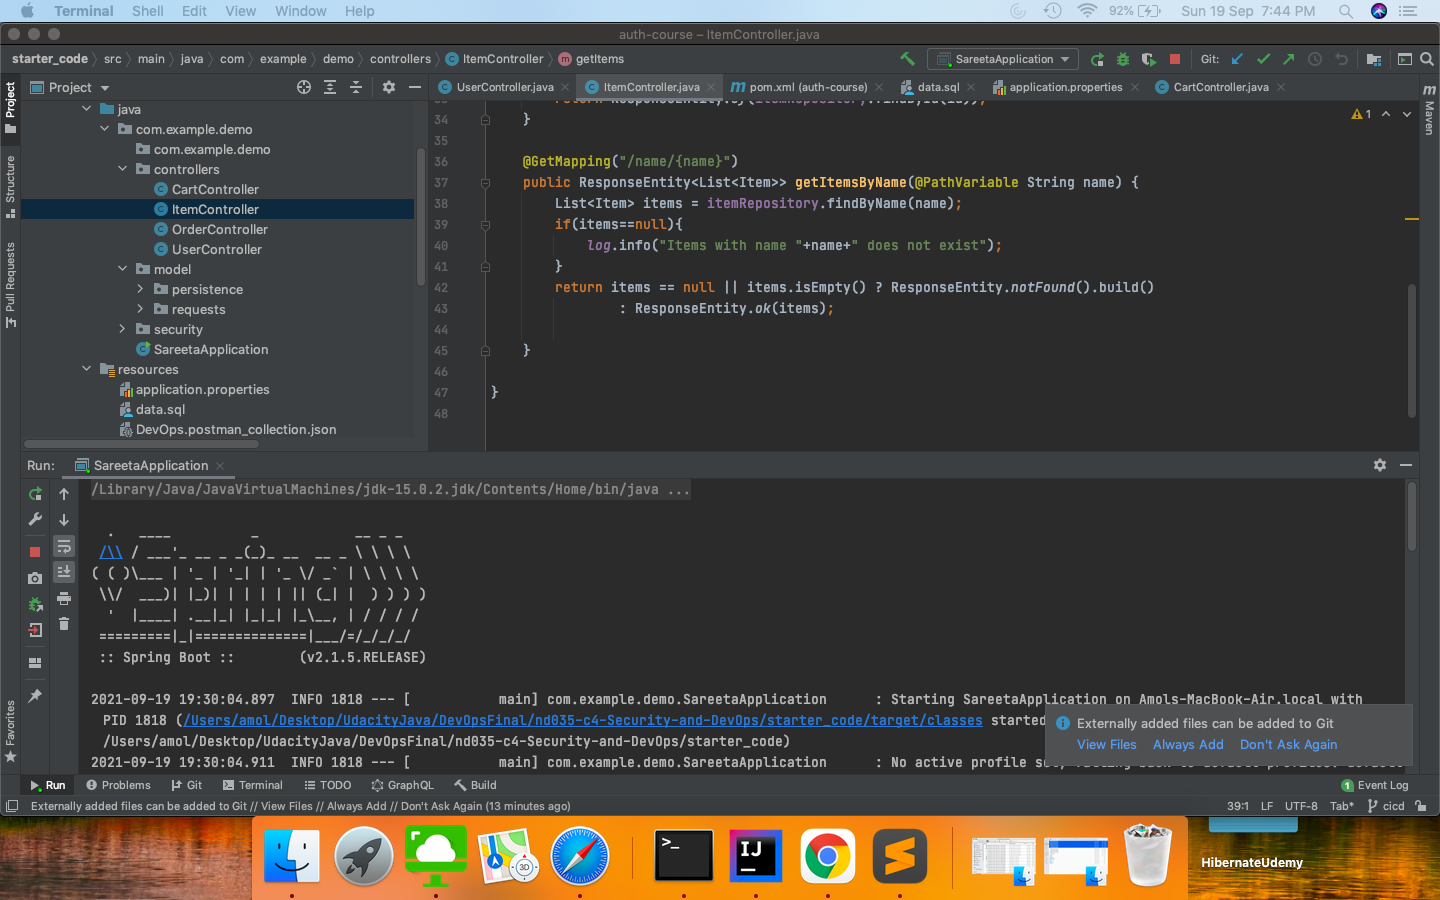 Terminal Shell Edit View Window Help 92% Sun 19 Sep 7:44 PM
auth-course – ItemController.java
starter_code src main java com example demo controllers ItemController getItems SareetaApplication Git:
Project
UserController.java ItemController.java pom.xml (auth-course) data.sql application.properties CartController.java
Project
Structure
Pull Requests
Favorites
Maven
java
com.example.demo
com.example.demo
controllers
CartController
ItemController
OrderController
UserController
model
persistence
requests
security
SareetaApplication
resources
application.properties
data.sql
DevOps.postman_collection.json
1
34 }
35
36 @GetMapping("/name/{name}")
37 public ResponseEntity<List<Item>> getItemsByName(@PathVariable String name) {
38 List<Item> items = itemRepository.findByName(name);
39 if(items==null){
40 log.info("Items with name "+name+" does not exist");
41 }
42 return items == null || items.isEmpty() ? ResponseEntity.notFound().build()
43 : ResponseEntity.ok(items);
44
45 }
46
47 }
48
Run: SareetaApplication
/Library/Java/JavaVirtualMachines/jdk-15.0.2.jdk/Contents/Home/bin/java ...
:: Spring Boot :: (v2.1.5.RELEASE)
2021-09-19 19:30:04.897 INFO 1818 --- [ main] com.example.demo.SareetaApplication : Starting SareetaApplication on Amols-MacBook-Air.local with
PID 1818 (/Users/amol/Desktop/UdacityJava/DevOpsFinal/nd035-c4-Security-and-DevOps/starter_code/target/classes started
/Users/amol/Desktop/UdacityJava/DevOpsFinal/nd035-c4-Security-and-DevOps/starter_code)
2021-09-19 19:30:04.911 INFO 1818 --- [ main] com.example.demo.SareetaApplication : No active profile
Externally added files can be added to Git
View Files Always Add Don't Ask Again
Run Problems Git Terminal TODO GraphQL Build 1 Event Log
Externally added files can be added to Git // View Files // Always Add // Don't Ask Again (13 minutes ago) 39:1 LF UTF-8 Tab* cicd
>_
IJ
3D
HibernateUdemy